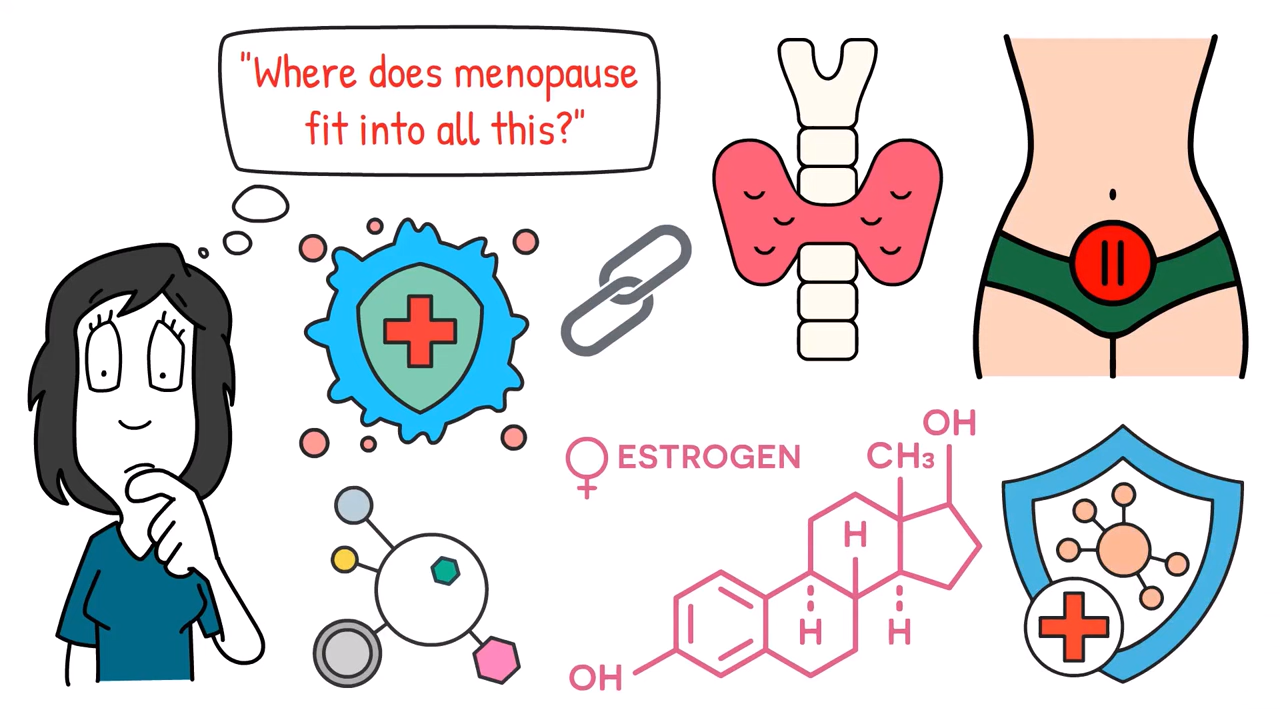 "Where does menopause
fit into all this?"
ESTROGEN
OH
CH₃
H
H
H
OH